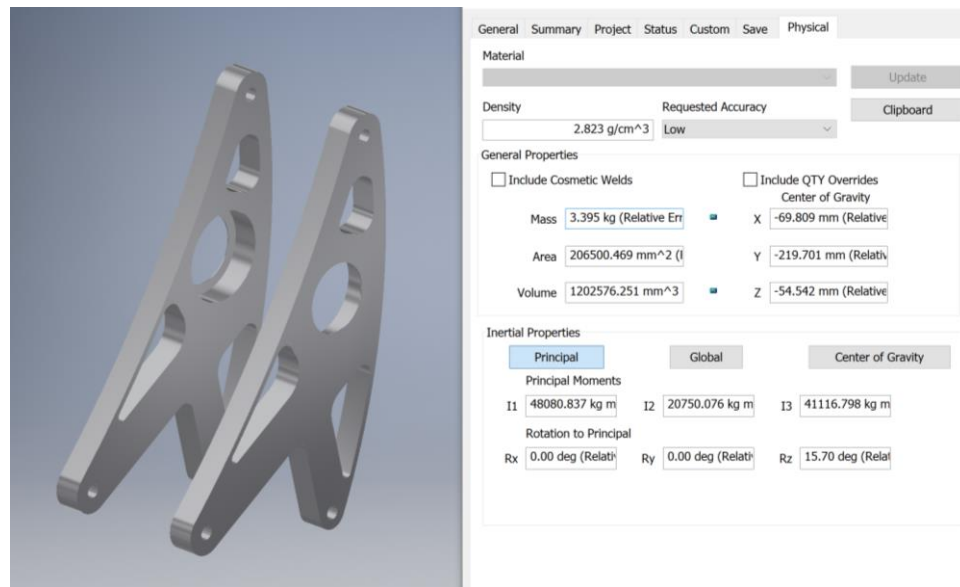 General Summary Project Status Custom Save Physical
Material
Update
Density Requested Accuracy Clipboard
2.823 g/cm^3 Low
General Properties
Include Cosmetic Welds Include QTY Overrides
Center of Gravity
Mass 3.395 kg (Relative Err X -69.809 mm (Relative
Area 206500.469 mm^2 ( Y -219.701 mm (Relativ
Volume 1202576.251 mm^3 Z -54.542 mm (Relative
Inertial Properties
Principal Global Center of Gravity
Principal Moments
I1 48080.837 kg m I2 20750.076 kg m I3 41116.798 kg m
Rotation to Principal
Rx 0.00 deg (Relativ Ry 0.00 deg (Relativ Rz 15.70 deg (Relat